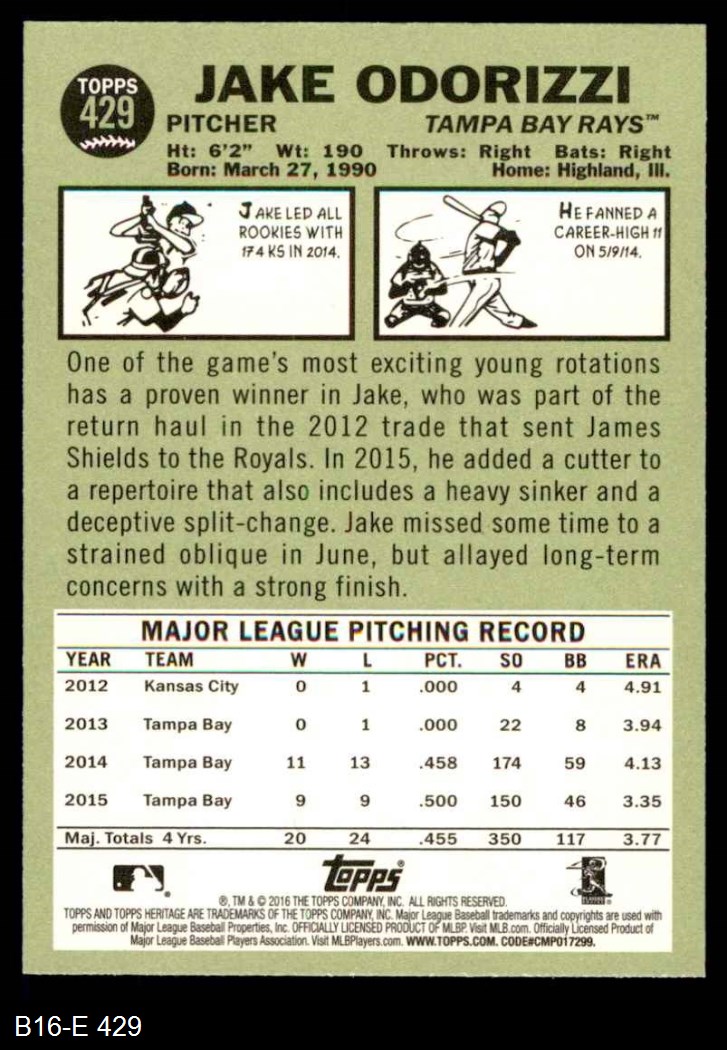 TOPPS
429
JAKE ODORIZZI
PITCHER TAMPA BAY RAYS™
Ht: 6'2" Wt: 190 Throws: Right Bats: Right
Born: March 27, 1990 Home: Highland, Ill.
JAKE LED ALL
ROOKIES WITH
174 KS IN 2014.
HE FANNED A
CAREER-HIGH 11
ON 5/9/14.
One of the game's most exciting young rotations
has a proven winner in Jake, who was part of the
return haul in the 2012 trade that sent James
Shields to the Royals. In 2015, he added a cutter to
a repertoire that also includes a heavy sinker and a
deceptive split-change. Jake missed some time to a
strained oblique in June, but allayed long-term
concerns with a strong finish.
MAJOR LEAGUE PITCHING RECORD
YEAR TEAM W L PCT. SO BB ERA
2012 Kansas City 0 1 .000 4 4 4.91
2013 Tampa Bay 0 1 .000 22 8 3.94
2014 Tampa Bay 11 13 .458 174 59 4.13
2015 Tampa Bay 9 9 .500 150 46 3.35
Maj. Totals 4 Yrs. 20 24 .455 350 117 3.77
topps®
®, TM & © 2016 THE TOPPS COMPANY, INC. ALL RIGHTS RESERVED.
TOPPS AND TOPPS HERITAGE ARE TRADEMARKS OF THE TOPPS COMPANY, INC. Major League Baseball trademarks and copyrights are used with
permission of Major League Baseball Properties, Inc. OFFICIALLY LICENSED PRODUCT OF MLBP. Visit MLB.com. Officially Licensed Product of
Major League Baseball Players Association. Visit MLBPlayers.com. WWW.TOPPS.COM. CODE#CMP017299.
B16-E 429